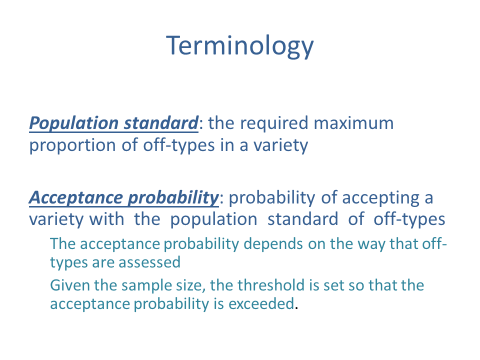 Terminology
Population standard: the required maximum
proportion of off-types in a variety
Acceptance probability: probability of accepting a
variety with the population standard of off-types
The acceptance probability depends on the way that off-
types are assessed
Given the sample size, the threshold is set so that the
acceptance probability is exceeded.